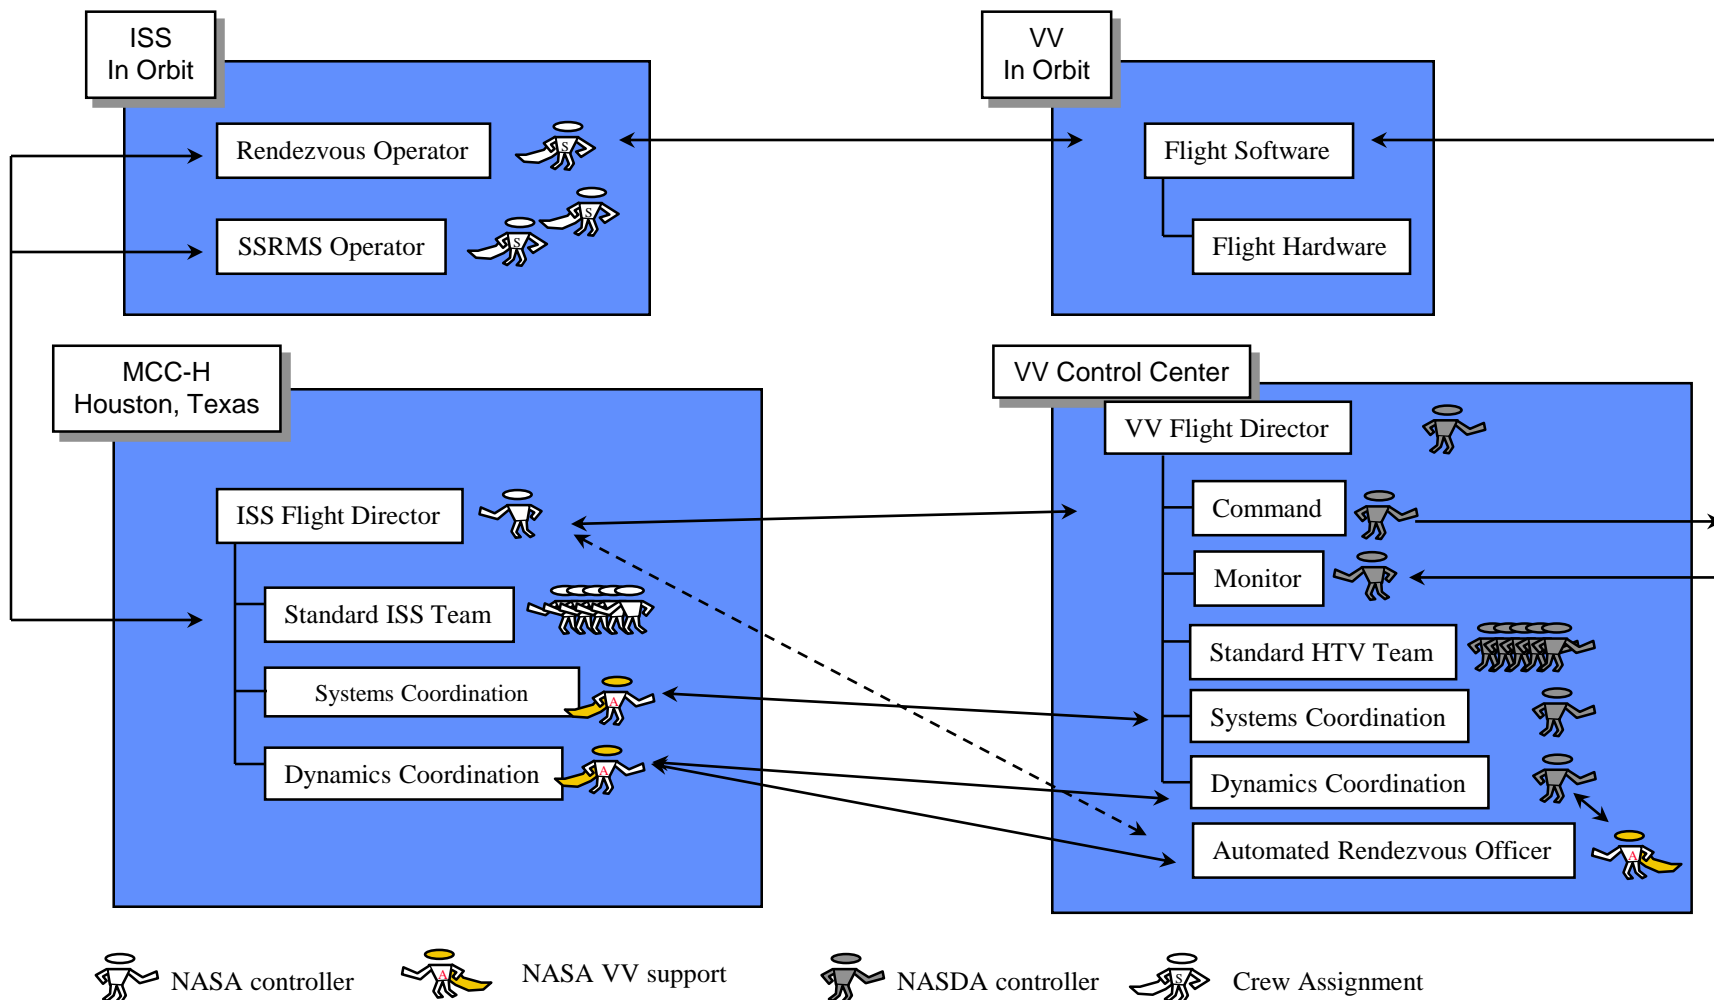 ISS
In Orbit
Rendezvous Operator
S
S
SSRMS Operator
S
VV
In Orbit
Flight Software
Flight Hardware
MCC-H
Houston, Texas
ISS Flight Director
Standard ISS Team
Systems Coordination
A
Dynamics Coordination
A
VV Control Center
VV Flight Director
Command
Monitor
Standard HTV Team
Systems Coordination
Dynamics Coordination
Automated Rendezvous Officer
A
NASA controller
A
NASA VV support
NASDA controller
S
Crew Assignment